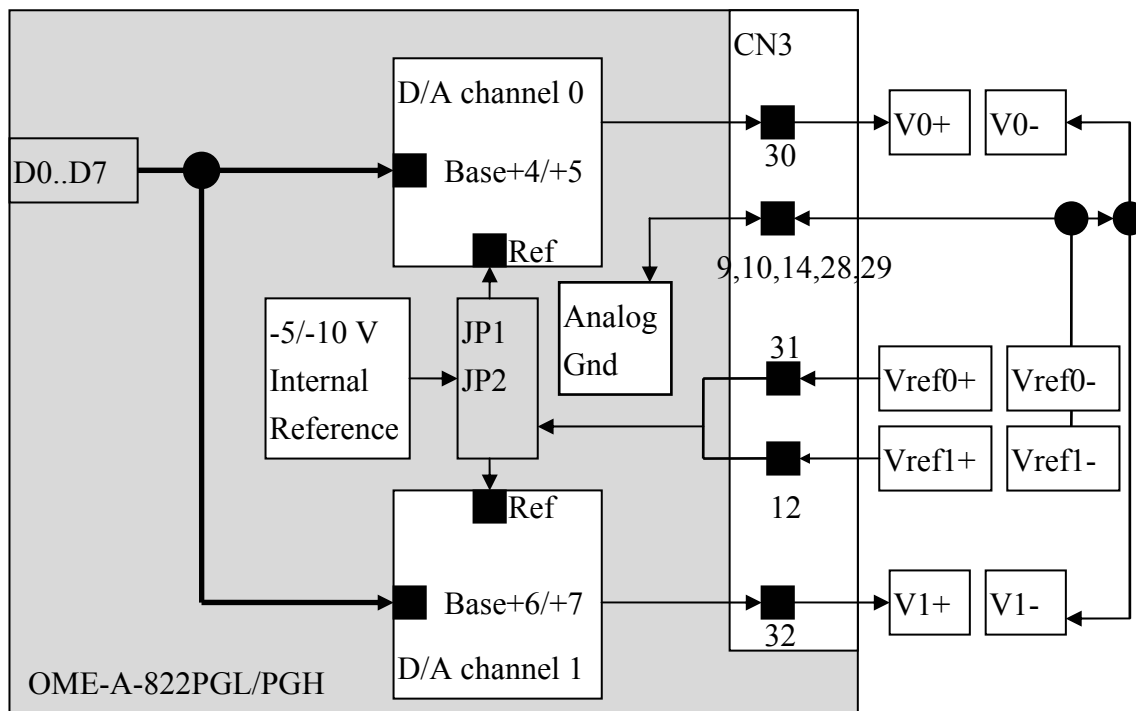 CN3
D/A channel 0
V0+
V0-
D0..D7
Base+4/+5
30
Ref
9,10,14,28,29
-5/-10 V
Internal
Reference
JP1
JP2
Analog
Gnd
31
Vref0+
Vref0-
Vref1+
Vref1-
12
Ref
Base+6/+7
V1+
V1-
32
D/A channel 1
OME-A-822PGL/PGH